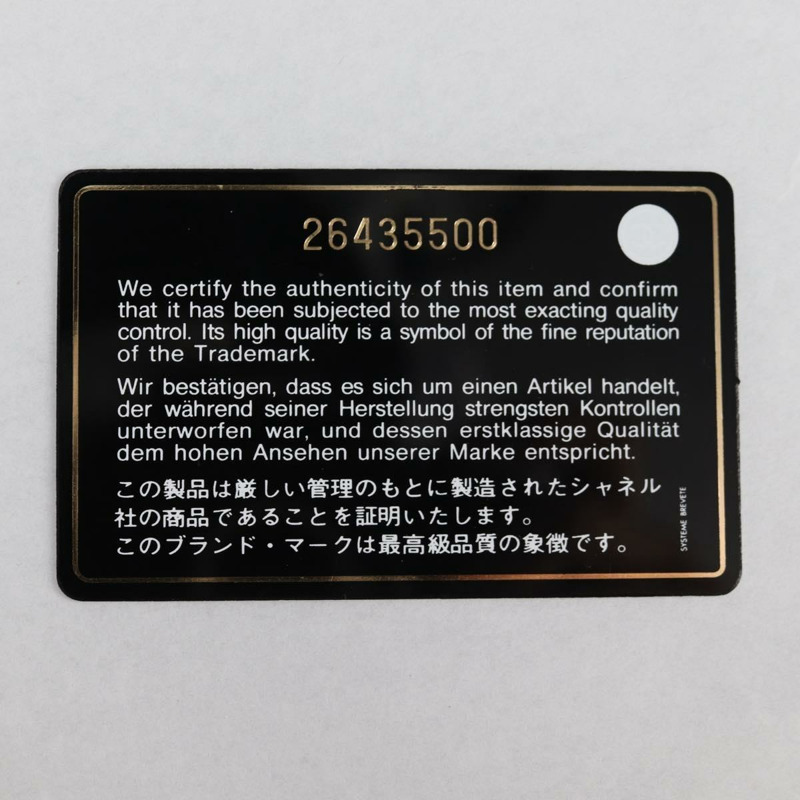 26435500
We certify the authenticity of this item and confirm
that it has been subjected to the most exacting quality
control. Its high quality is a symbol of the fine reputation
of the Trademark.
Wir bestätigen, dass es sich um einen Artikel handelt,
der während seiner Herstellung strengsten Kontrollen
unterworfen war, und dessen erstklassige Qualität
dem hohen Ansehen unserer Marke entspricht.
この製品は厳しい管理のもとに製造されたシャネル
社の商品であることを証明いたします。
このブランド・マークは最高級品質の象徴です。
SYSTEME BREVETE